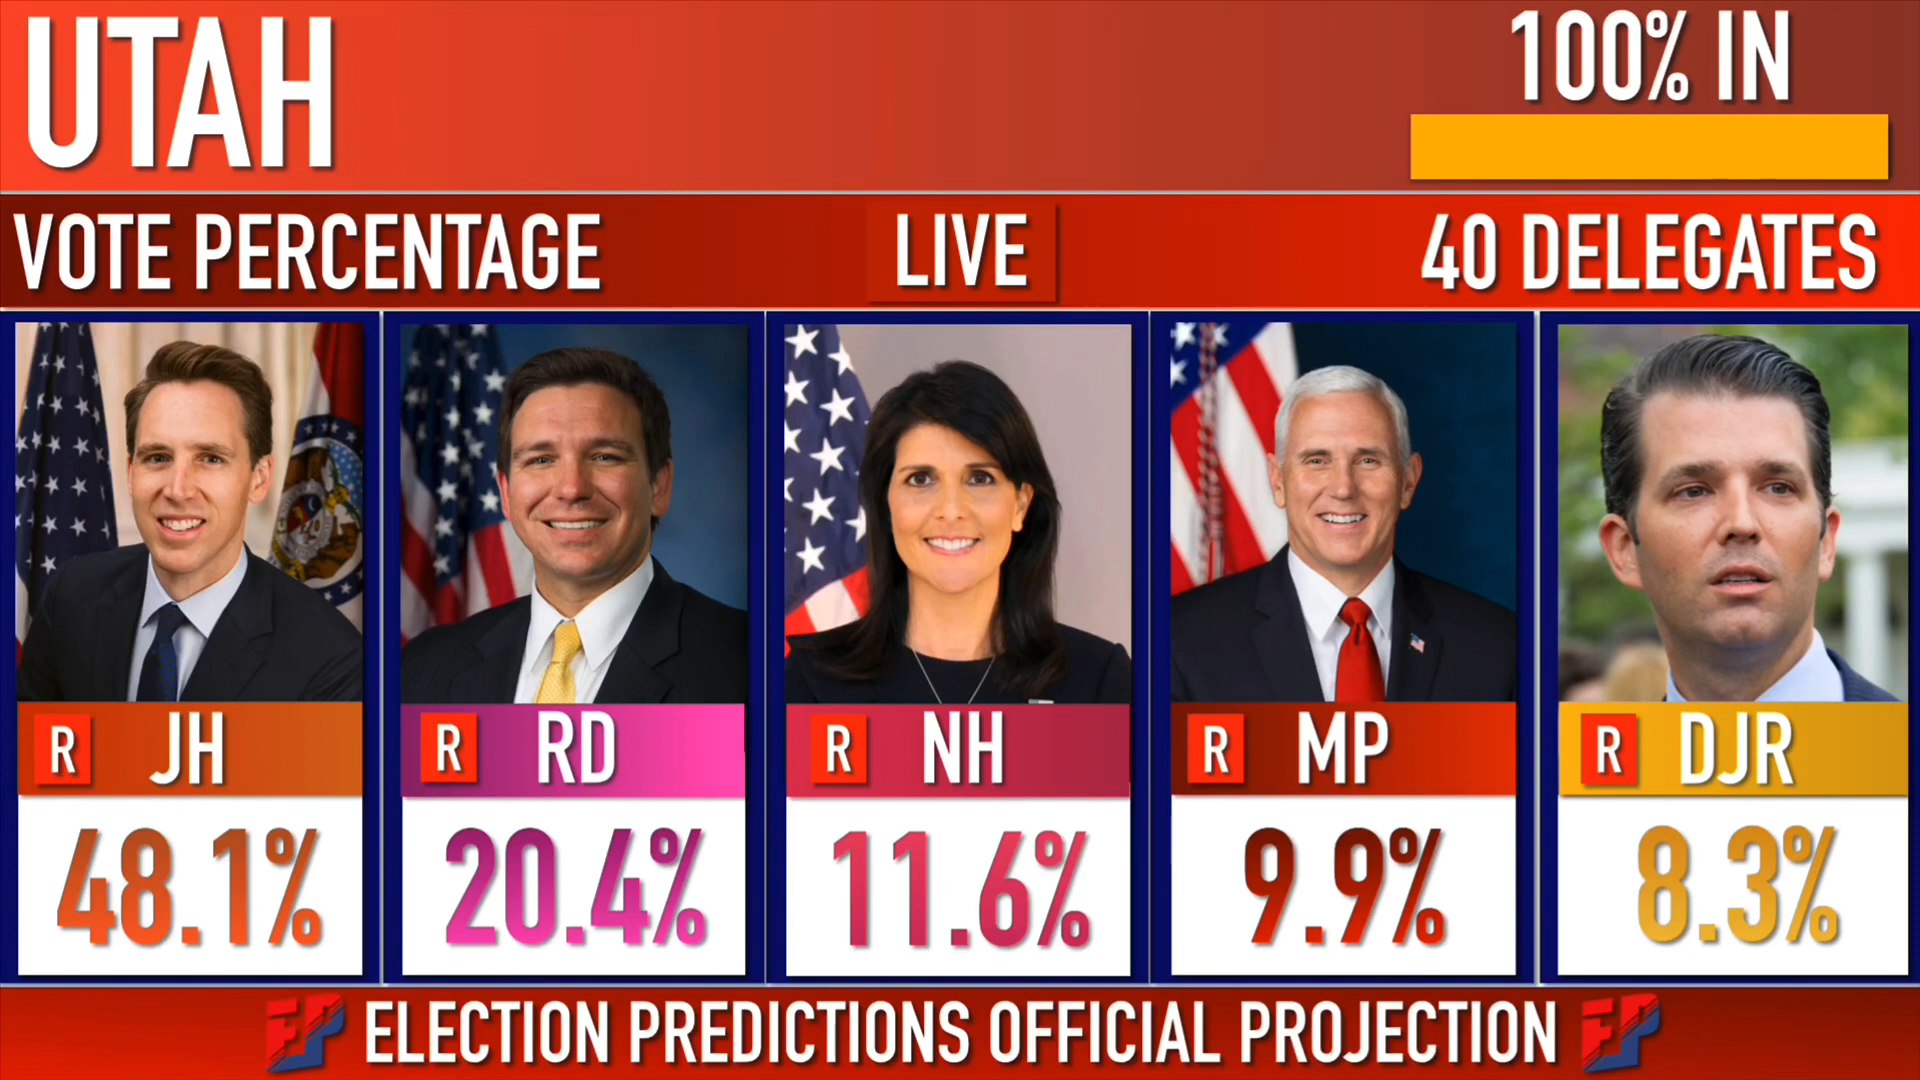 UTAH
100% IN
VOTE PERCENTAGE
LIVE
40 DELEGATES
R JH
R RD
R NH
R MP
R DJR
48.1%
20.4%
11.6%
9.9%
8.3%
EP ELECTION PREDICTIONS OFFICIAL PROJECTION EP